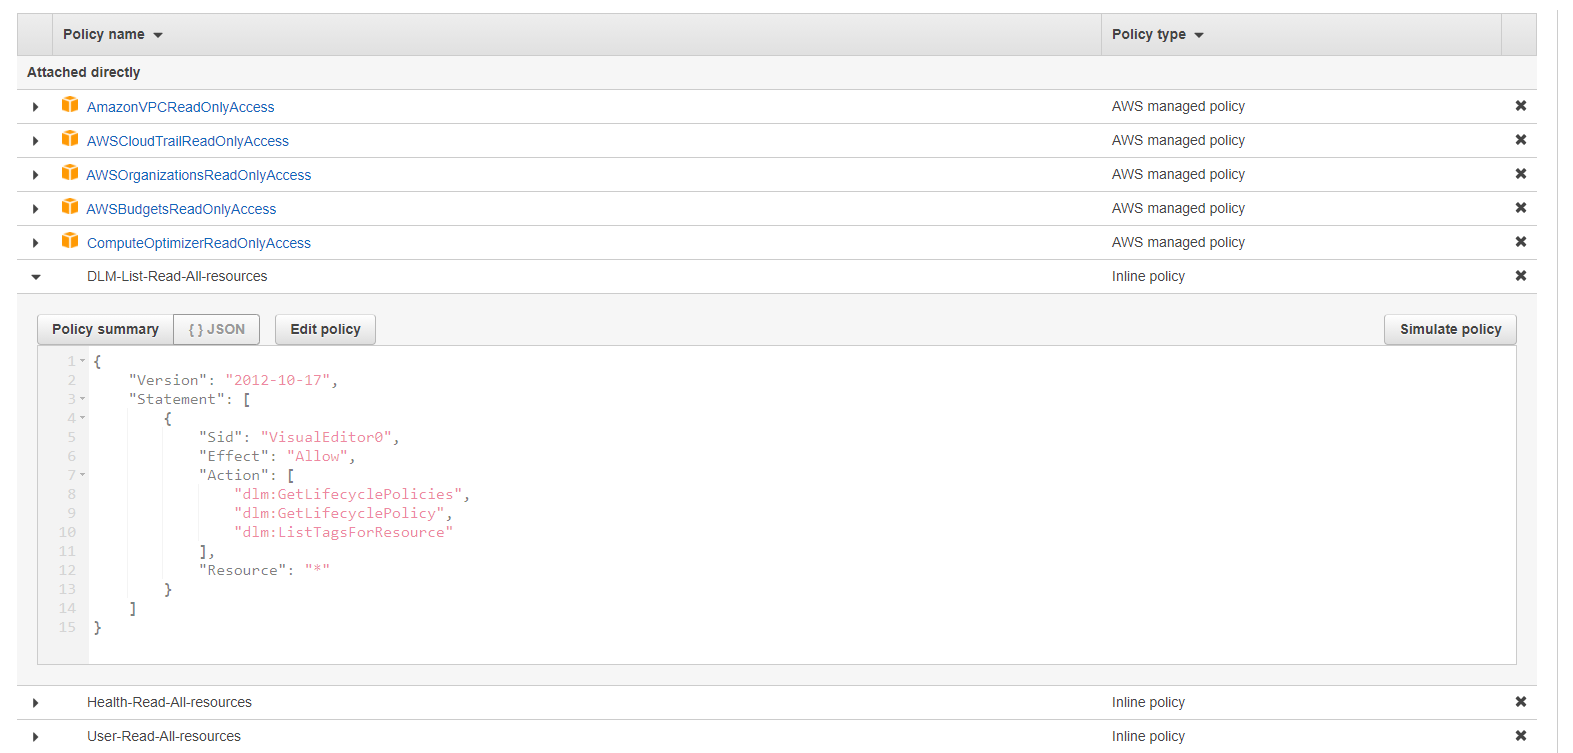 Policy name Policy type
Attached directly
AmazonVPCReadOnlyAccess AWS managed policy
AWSCloudTrailReadOnlyAccess AWS managed policy
AWSOrganizationsReadOnlyAccess AWS managed policy
AWSBudgetsReadOnlyAccess AWS managed policy
ComputeOptimizerReadOnlyAccess AWS managed policy
DLM-List-Read-All-resources Inline policy
Policy summary { } JSON Edit policy Simulate policy
1 {
2 "Version": "2012-10-17",
3 "Statement": [
4 {
5 "Sid": "VisualEditor0",
6 "Effect": "Allow",
7 "Action": [
8 "dlm:GetLifecyclePolicies",
9 "dlm:GetLifecyclePolicy",
10 "dlm:ListTagsForResource"
11 ],
12 "Resource": "*"
13 }
14 ]
15 }
Health-Read-All-resources Inline policy
User-Read-All-resources Inline policy